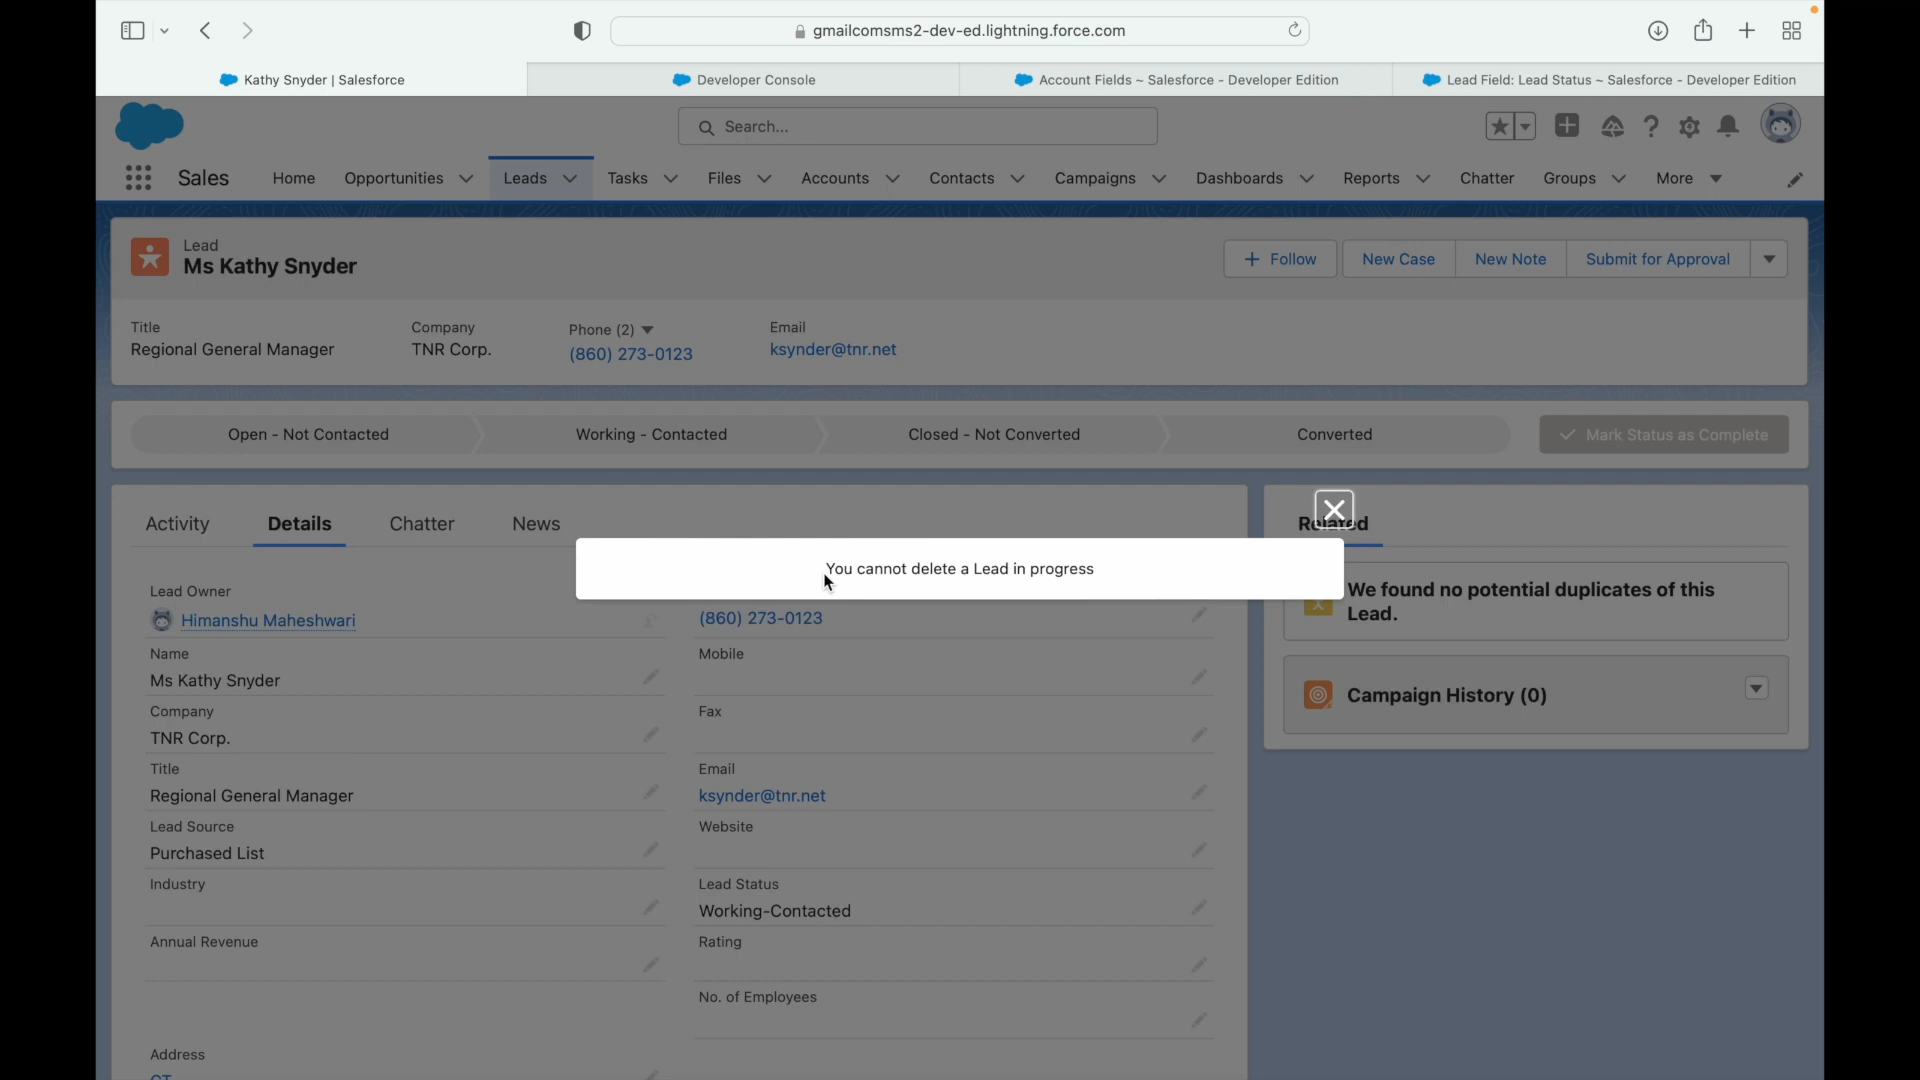 gmailcomsms2-dev-ed.lightning.force.com
Kathy Snyder | Salesforce
Developer Console
Account Fields ~ Salesforce - Developer Edition
Lead Field: Lead Status ~ Salesforce - Developer Edition
Search...
Sales
Home
Opportunities
Leads
Tasks
Files
Accounts
Contacts
Campaigns
Dashboards
Reports
Chatter
Groups
More
Lead
Ms Kathy Snyder
Follow
New Case
New Note
Submit for Approval
Title
Regional General Manager
Company
TNR Corp.
Phone (2)
(860) 273-0123
Email
ksynder@tnr.net
Open - Not Contacted
Working - Contacted
Closed - Not Converted
Converted
Mark Status as Complete
Activity
Details
Chatter
News
Related
You cannot delete a Lead in progress
We found no potential duplicates of this
Lead.
Campaign History (0)
Lead Owner
Himanshu Maheshwari
(860) 273-0123
Name
Ms Kathy Snyder
Mobile
Company
TNR Corp.
Fax
Title
Regional General Manager
Email
ksynder@tnr.net
Lead Source
Purchased List
Website
Industry
Lead Status
Working-Contacted
Annual Revenue
Rating
No. of Employees
Address